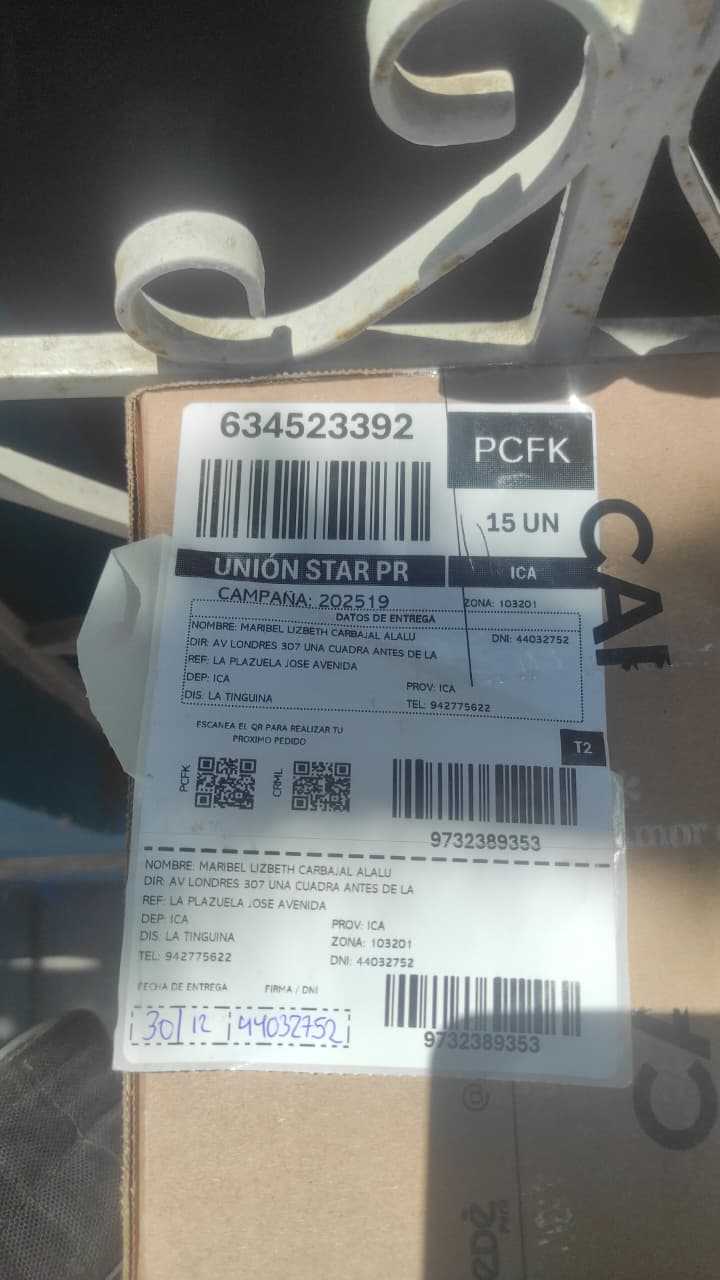 634523392
PCFK
15 UN
UNIÓN STAR PR
ICA
CAMPAÑA: 202519
ZONA: 103201
DATOS DE ENTREGA
NOMBRE: MARIBEL LIZBETH CARBAJAL ALALU
DNI: 44032752
DIR: AV LONDRES 307 UNA CUADRA ANTES DE LA
REF: LA PLAZUELA JOSE AVENIDA
DEP: ICA
PROV: ICA
DIS. LA TINGUINA
TEL: 942775622
ESCANEA EL QR PARA REALIZAR TU
PROXIMO PEDIDO
T2
PCFK
CRML
9732389353
NOMBRE: MARIBEL LIZBETH CARBAJAL ALALU
DIR: AV LONDRES 307 UNA CUADRA ANTES DE LA
REF: LA PLAZUELA JOSE AVENIDA
DEP: ICA
PROV: ICA
DIS. LA TINGUINA
ZONA: 103201
TEL: 942775622
DNI: 44032752
FECHA DE ENTREGA
FIRMA / DNI
30/12
44032752
9732389353